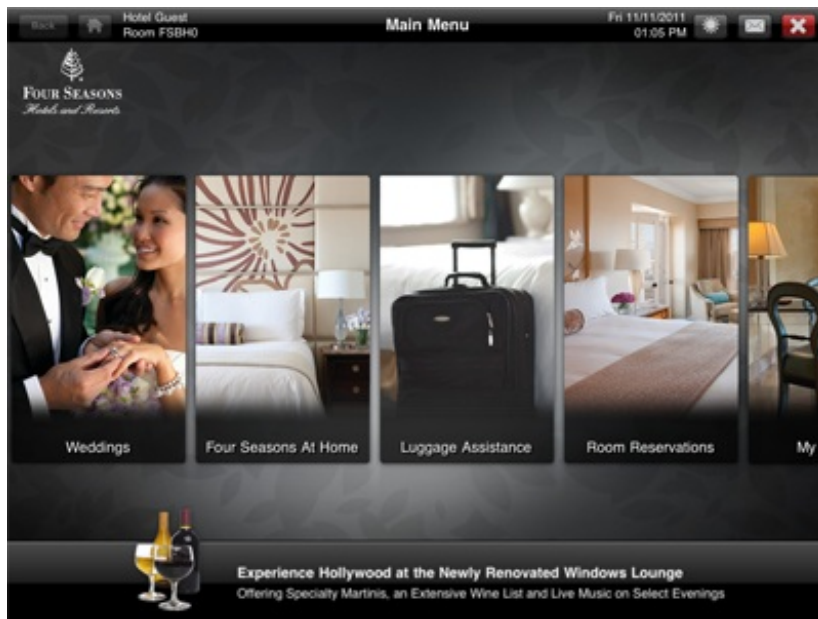 Back
Hotel Guest
Room FSBH0
Main Menu
Fri 11/11/2011
01:05 PM
FOUR SEASONS
Hotels and Resorts
Weddings
Four Seasons At Home
Luggage Assistance
Room Reservations
My
Experience Hollywood at the Newly Renovated Windows Lounge
Offering Specialty Martinis, an Extensive Wine List and Live Music on Select Evenings